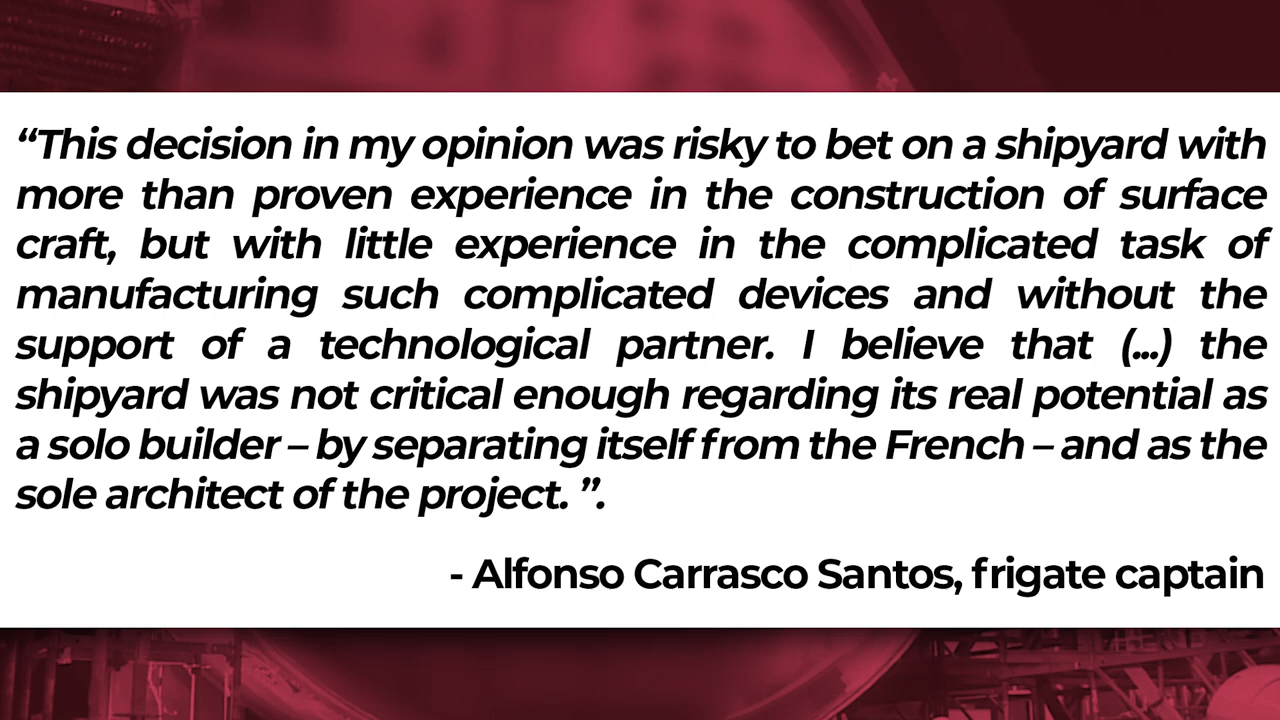 “This decision in my opinion was risky to bet on a shipyard with
more than proven experience in the construction of surface
craft, but with little experience in the complicated task of
manufacturing such complicated devices and without the
support of a technological partner. I believe that (...) the
shipyard was not critical enough regarding its real potential as
a solo builder – by separating itself from the French – and as the
sole architect of the project. ”.
- Alfonso Carrasco Santos, frigate captain